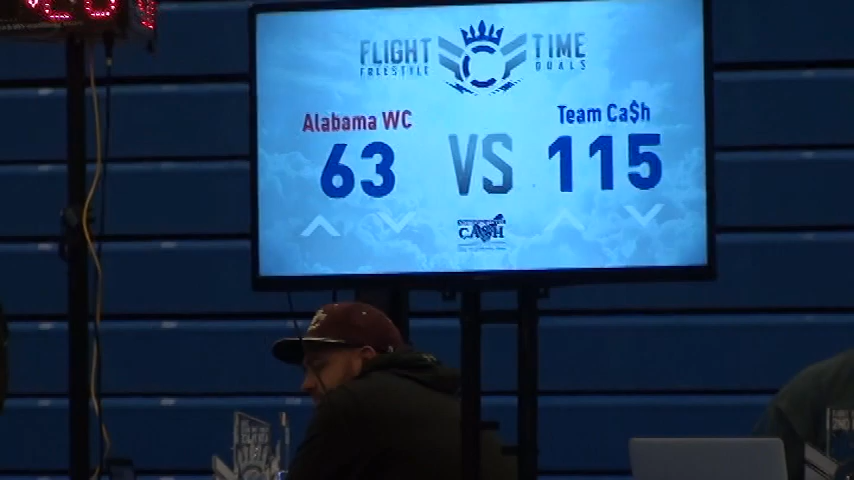 FLIGHT TIME
FREESTYLE DUALS
Alabama WC
Team Ca$h
63 VS 115
CA$H